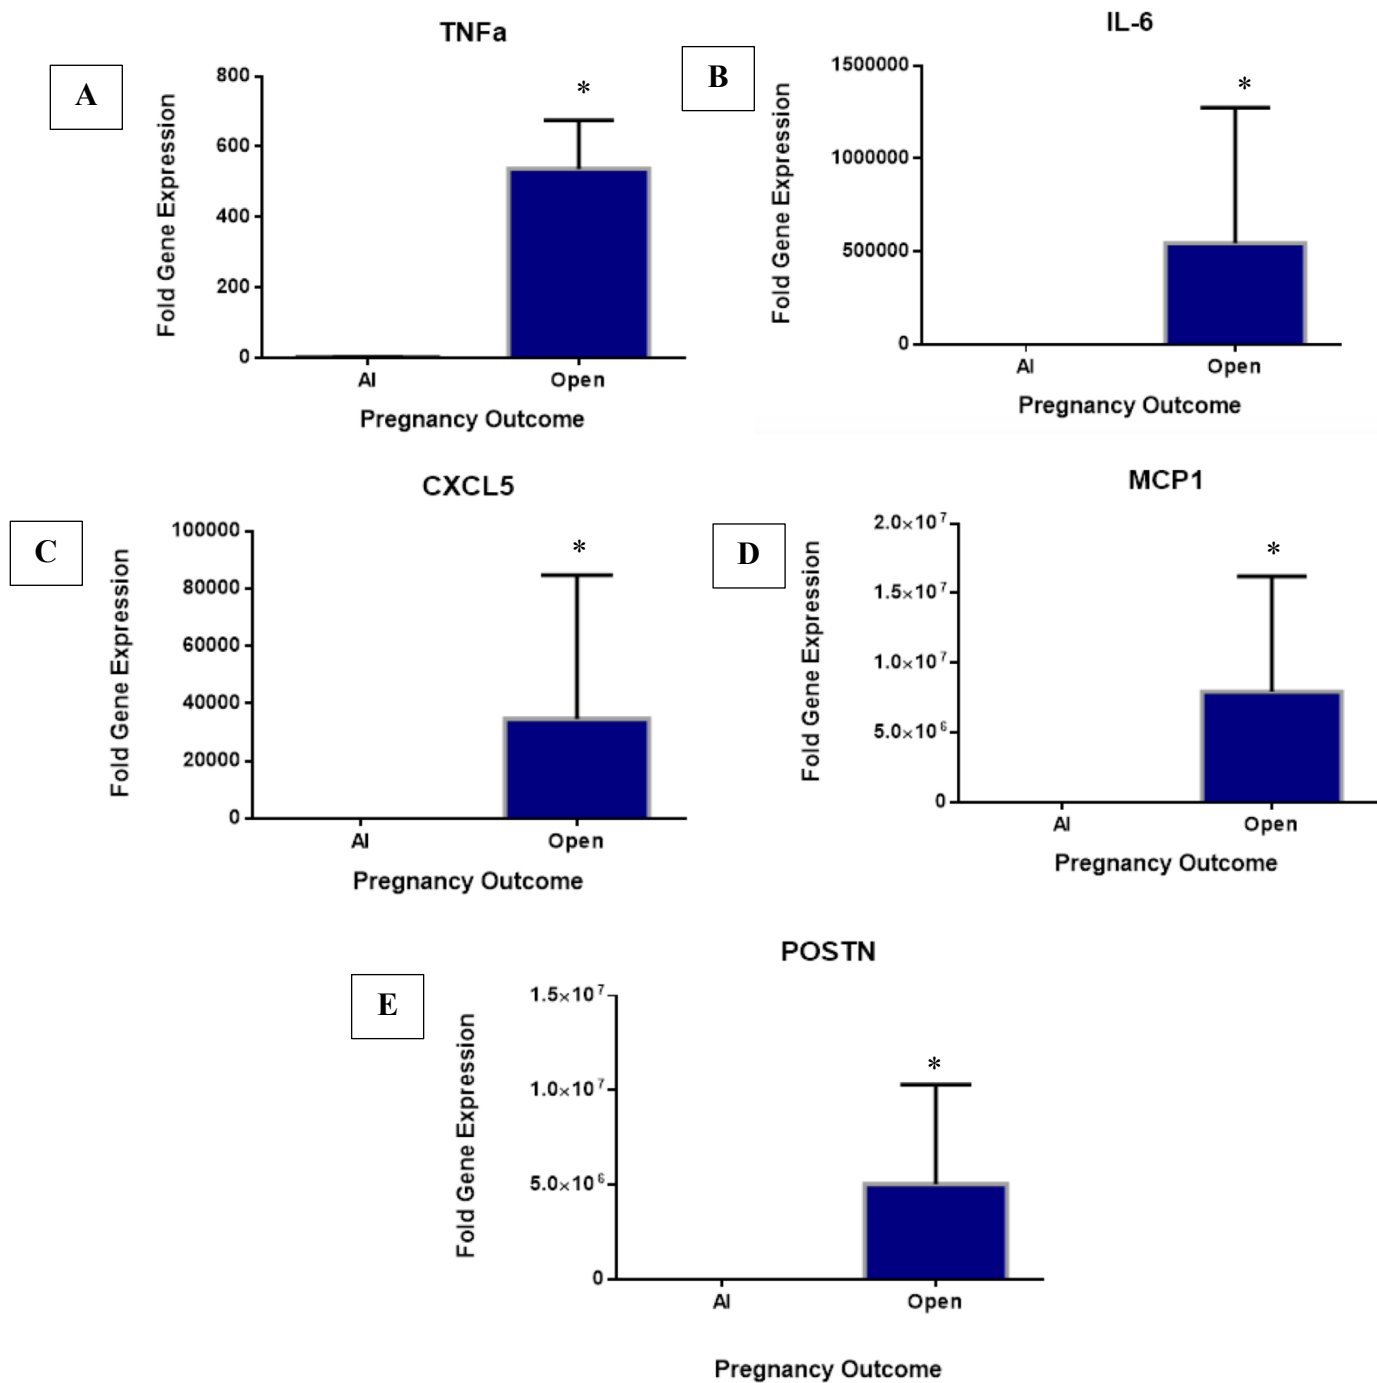 TNFa
A
Fold Gene Expression
800
600
400
200
0
*
AI
Open
Pregnancy Outcome
IL-6
B
Fold Gene Expression
1500000
1000000
500000
0
*
AI
Open
Pregnancy Outcome
CXCL5
C
Fold Gene Expression
100000
80000
60000
40000
20000
0
*
AI
Open
Pregnancy Outcome
MCP1
D
Fold Gene Expression
2.0×10⁷
1.5×10⁷
1.0×10⁷
5.0×10⁶
0
*
AI
Open
Pregnancy Outcome
POSTN
E
Fold Gene Expression
1.5×10⁷
1.0×10⁷
5.0×10⁶
0
*
AI
Open
Pregnancy Outcome